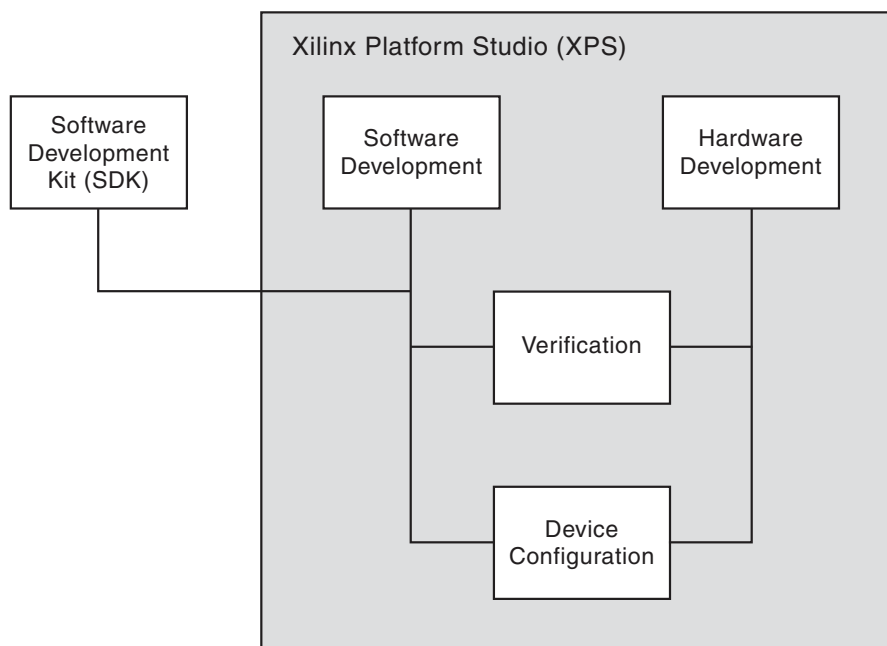 Xilinx Platform Studio (XPS)
Software
Development
Kit (SDK)
Software
Development
Hardware
Development
Verification
Device
Configuration